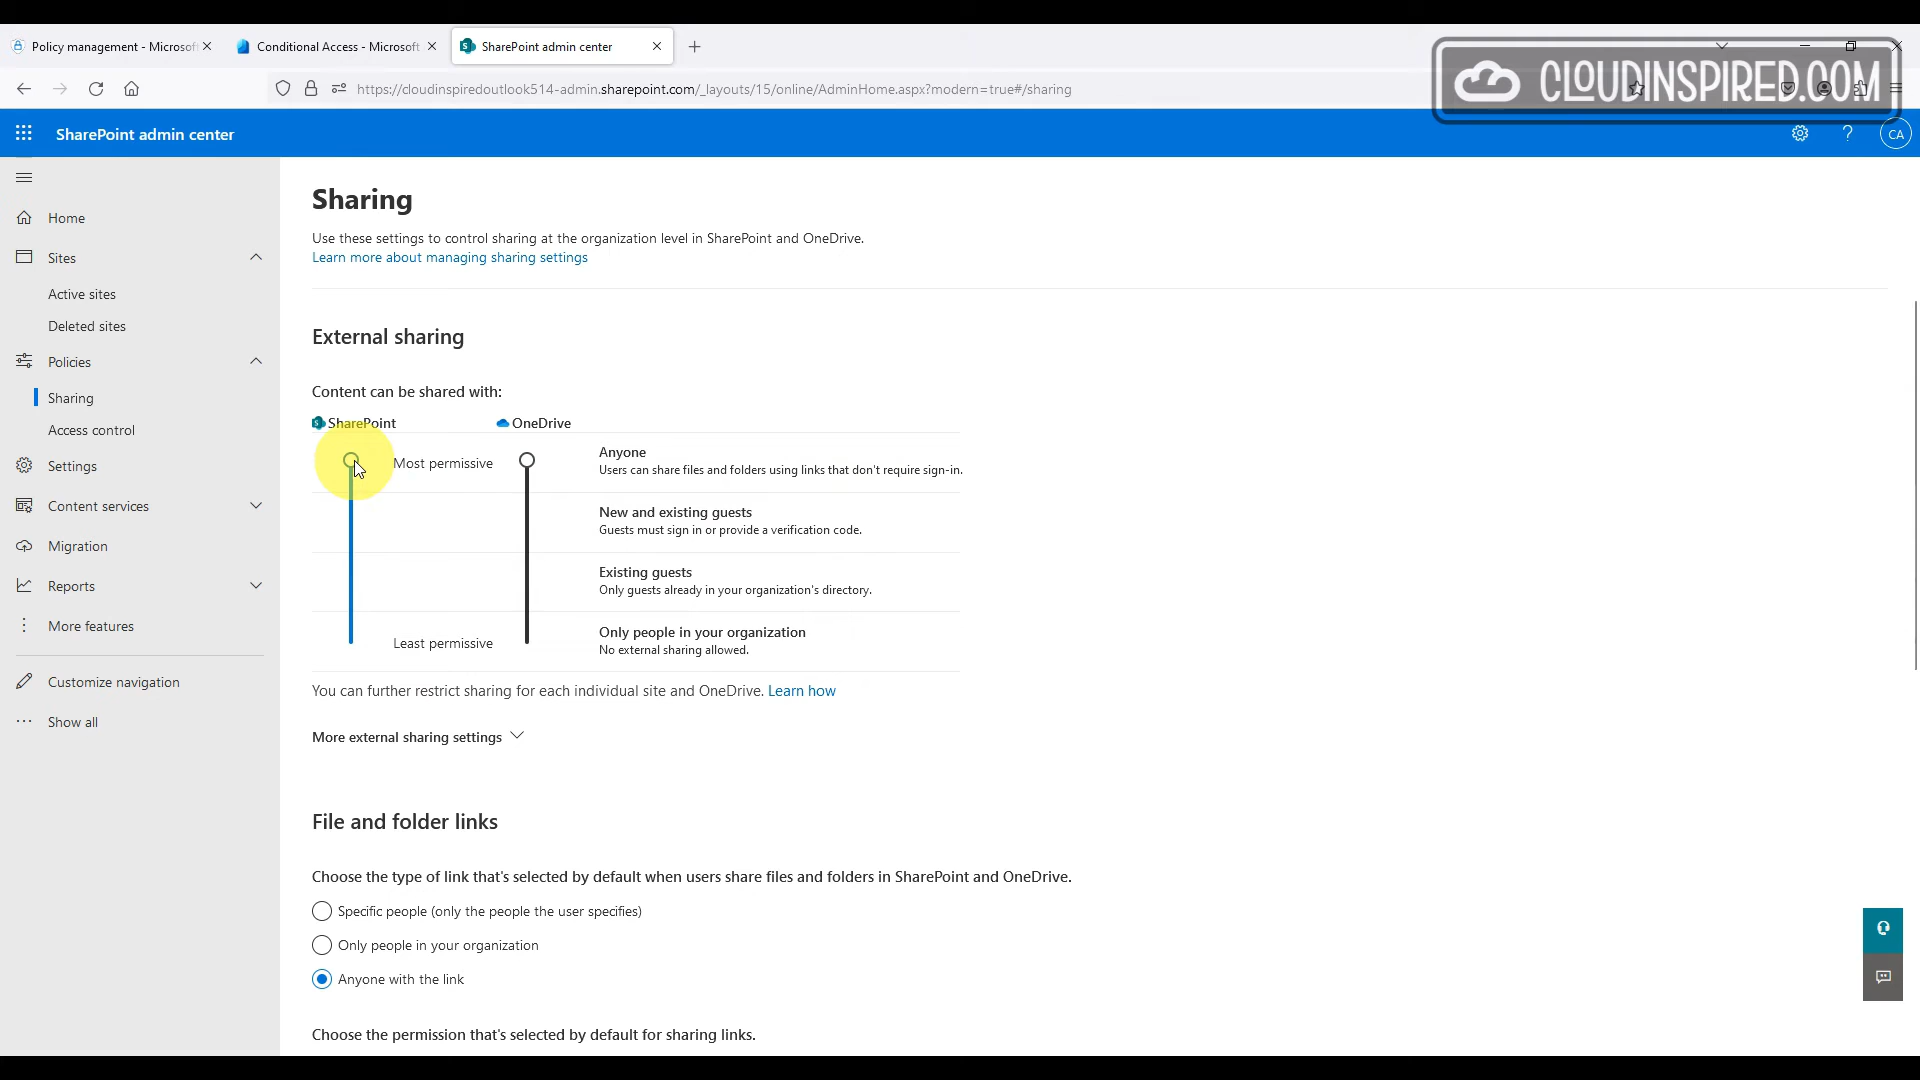 Policy management - Microsof
Conditional Access - Microsoft
SharePoint admin center
CLOUDINSPIRED.COM
https://cloudinspiredoutlook514-admin.sharepoint.com/_layouts/15/online/AdminHome.aspx?modern=true#/sharing
SharePoint admin center
?
CA
Home
Sites
Active sites
Deleted sites
Policies
Sharing
Access control
Settings
Content services
Migration
Reports
More features
Customize navigation
Show all
Sharing
Use these settings to control sharing at the organization level in SharePoint and OneDrive.
Learn more about managing sharing settings
External sharing
Content can be shared with:
SharePoint
OneDrive
Most permissive
Anyone
Users can share files and folders using links that don't require sign-in.
New and existing guests
Guests must sign in or provide a verification code.
Existing guests
Only guests already in your organization's directory.
Least permissive
Only people in your organization
No external sharing allowed.
You can further restrict sharing for each individual site and OneDrive. Learn how
More external sharing settings
File and folder links
Choose the type of link that's selected by default when users share files and folders in SharePoint and OneDrive.
Specific people (only the people the user specifies)
Only people in your organization
Anyone with the link
Choose the permission that's selected by default for sharing links.